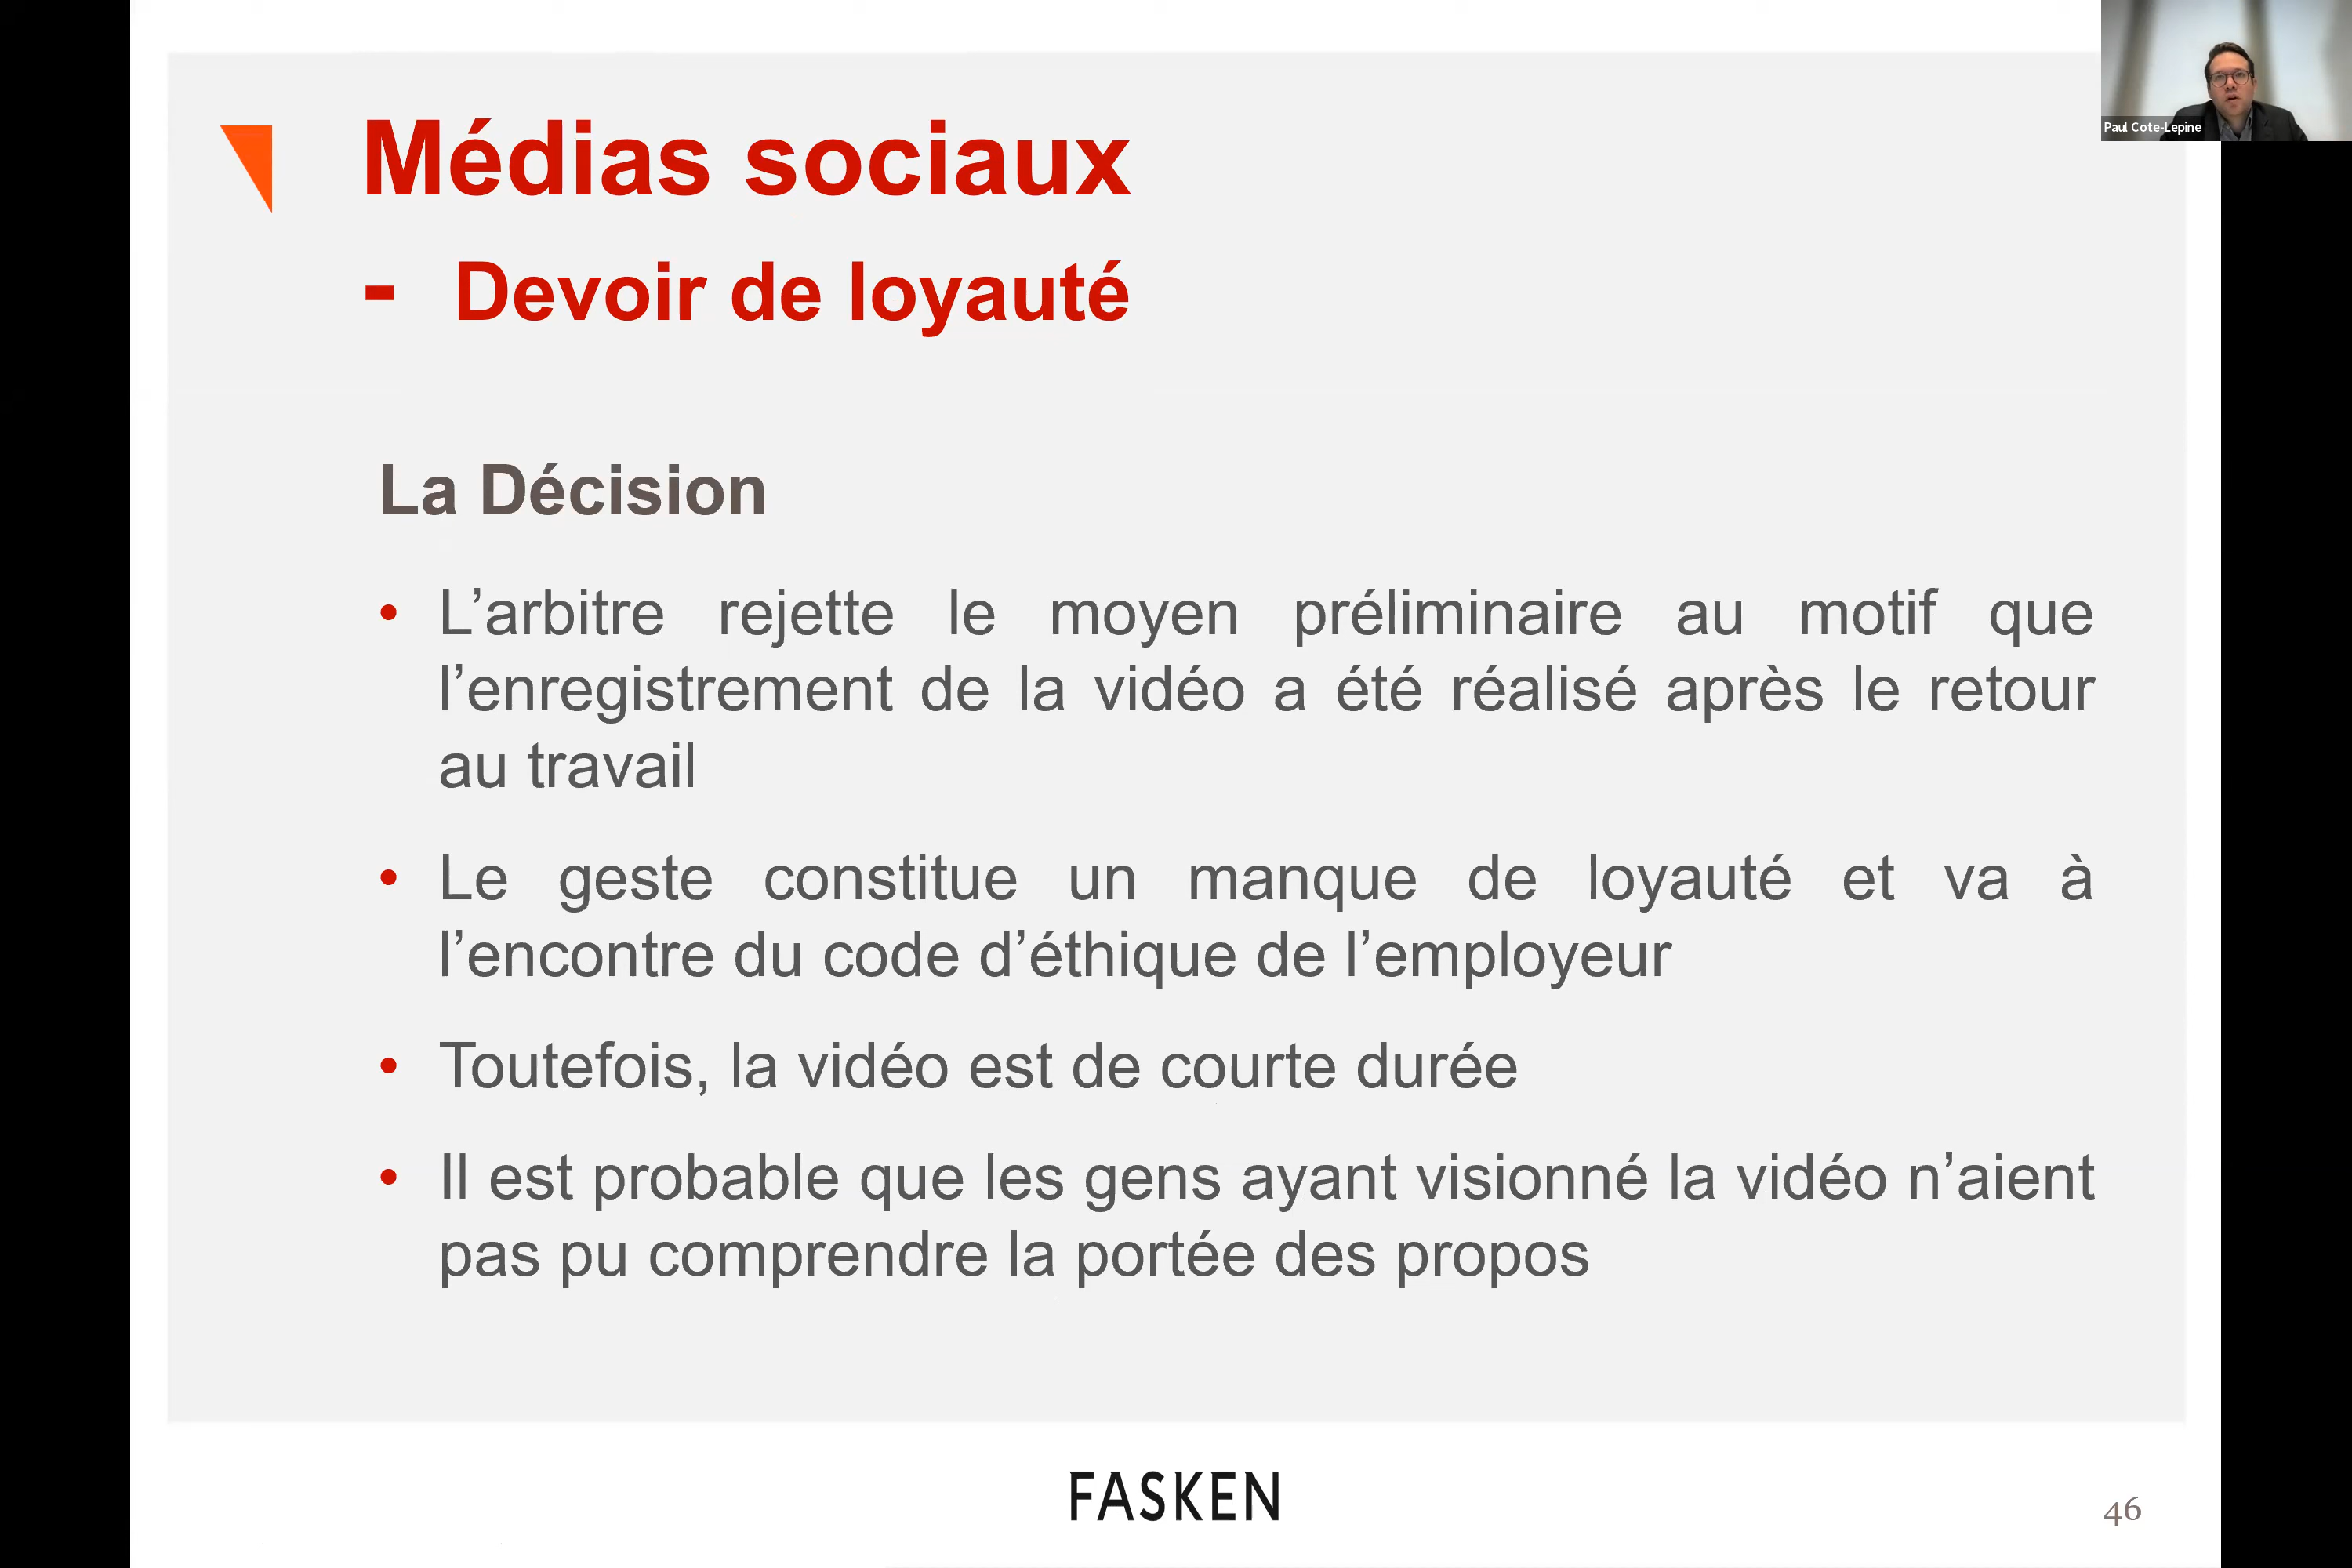 Paul Cote-Lepine
Médias sociaux
- Devoir de loyauté
La Décision
• L’arbitre rejette le moyen préliminaire au motif que
l’enregistrement de la vidéo a été réalisé après le retour
au travail
• Le geste constitue un manque de loyauté et va à
l’encontre du code d’éthique de l’employeur
• Toutefois, la vidéo est de courte durée
• Il est probable que les gens ayant visionné la vidéo n’aient
pas pu comprendre la portée des propos
FASKEN
46